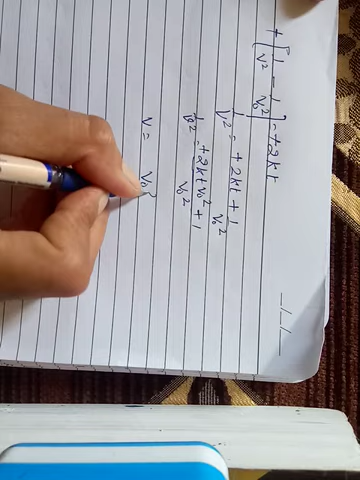 +[1/v² - 1/v₀²] = +2kt
1/v² = +2kt + 1/v₀²
1/v² = +2ktv₀² + 1/v₀²
v = v₀